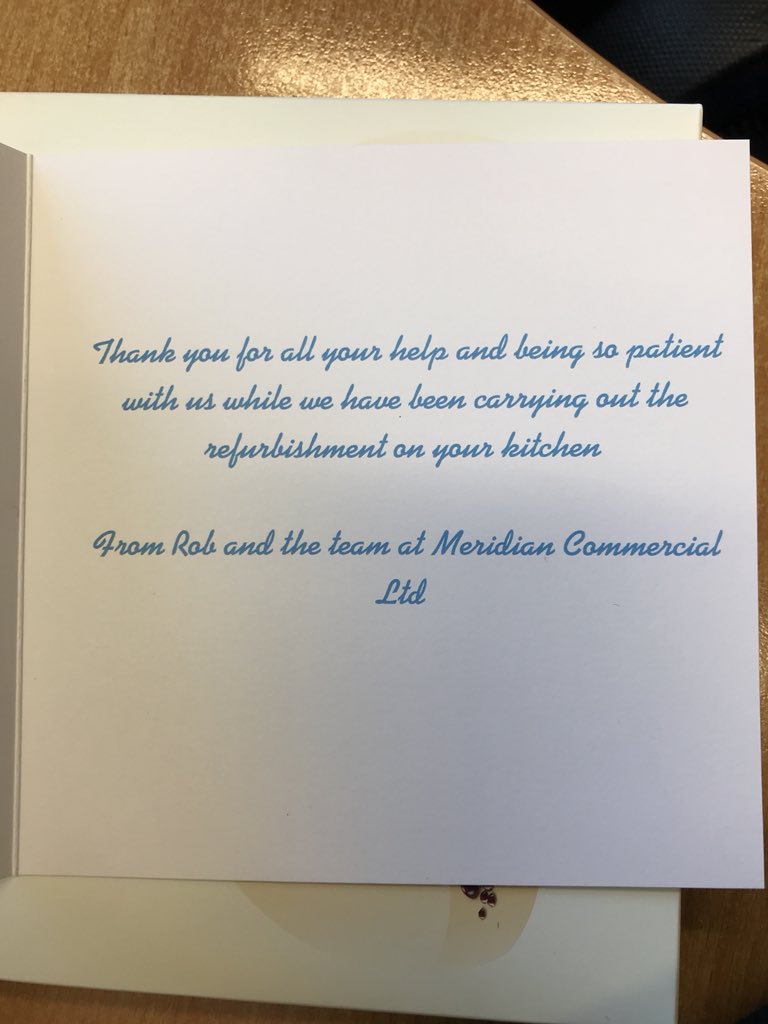 Thank you for all your help and being so patient
with us while we have been carrying out the
refurbishment on your kitchen
From Rob and the team at Meridian Commercial
Ltd